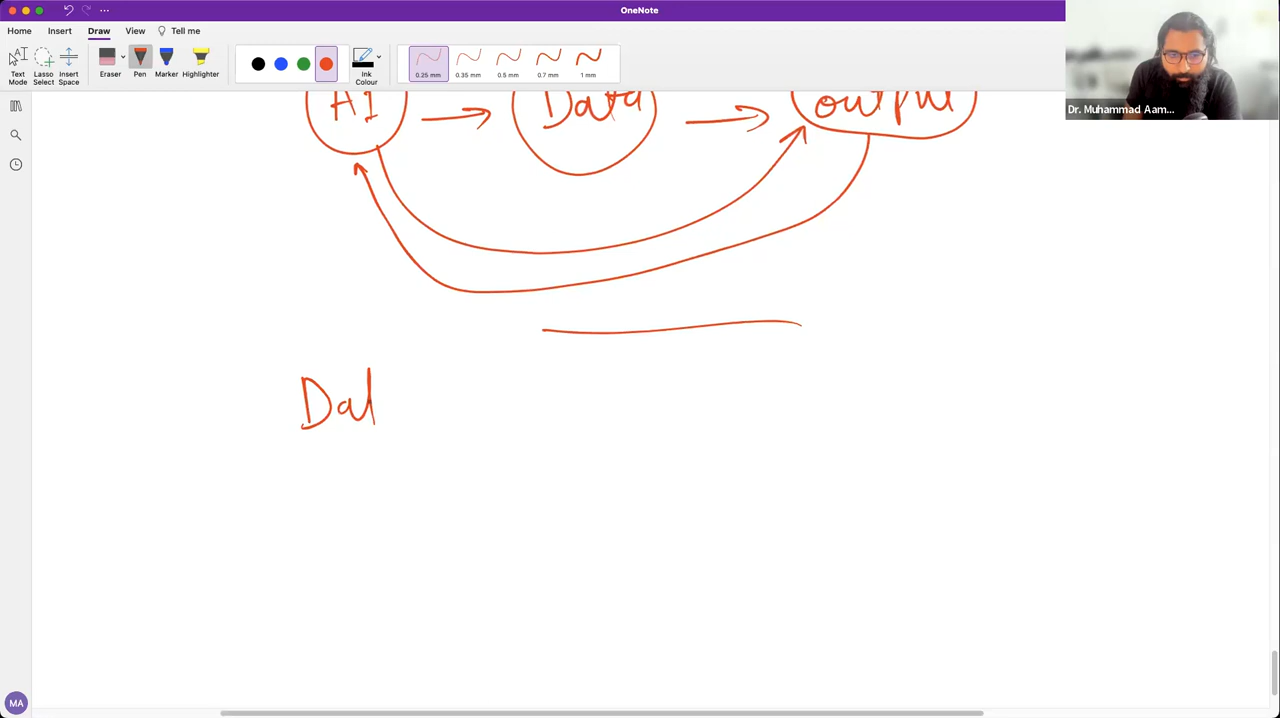 OneNote
Home Insert Draw View Tell me
Text Mode Lasso Select Insert Space Eraser Pen Marker Highlighter 0.25 mm 0.35 mm 0.5 mm 0.7 mm 1 mm Ink Colour
Dr. Muhammad Aam...
AI → Data → output
Dat
MA